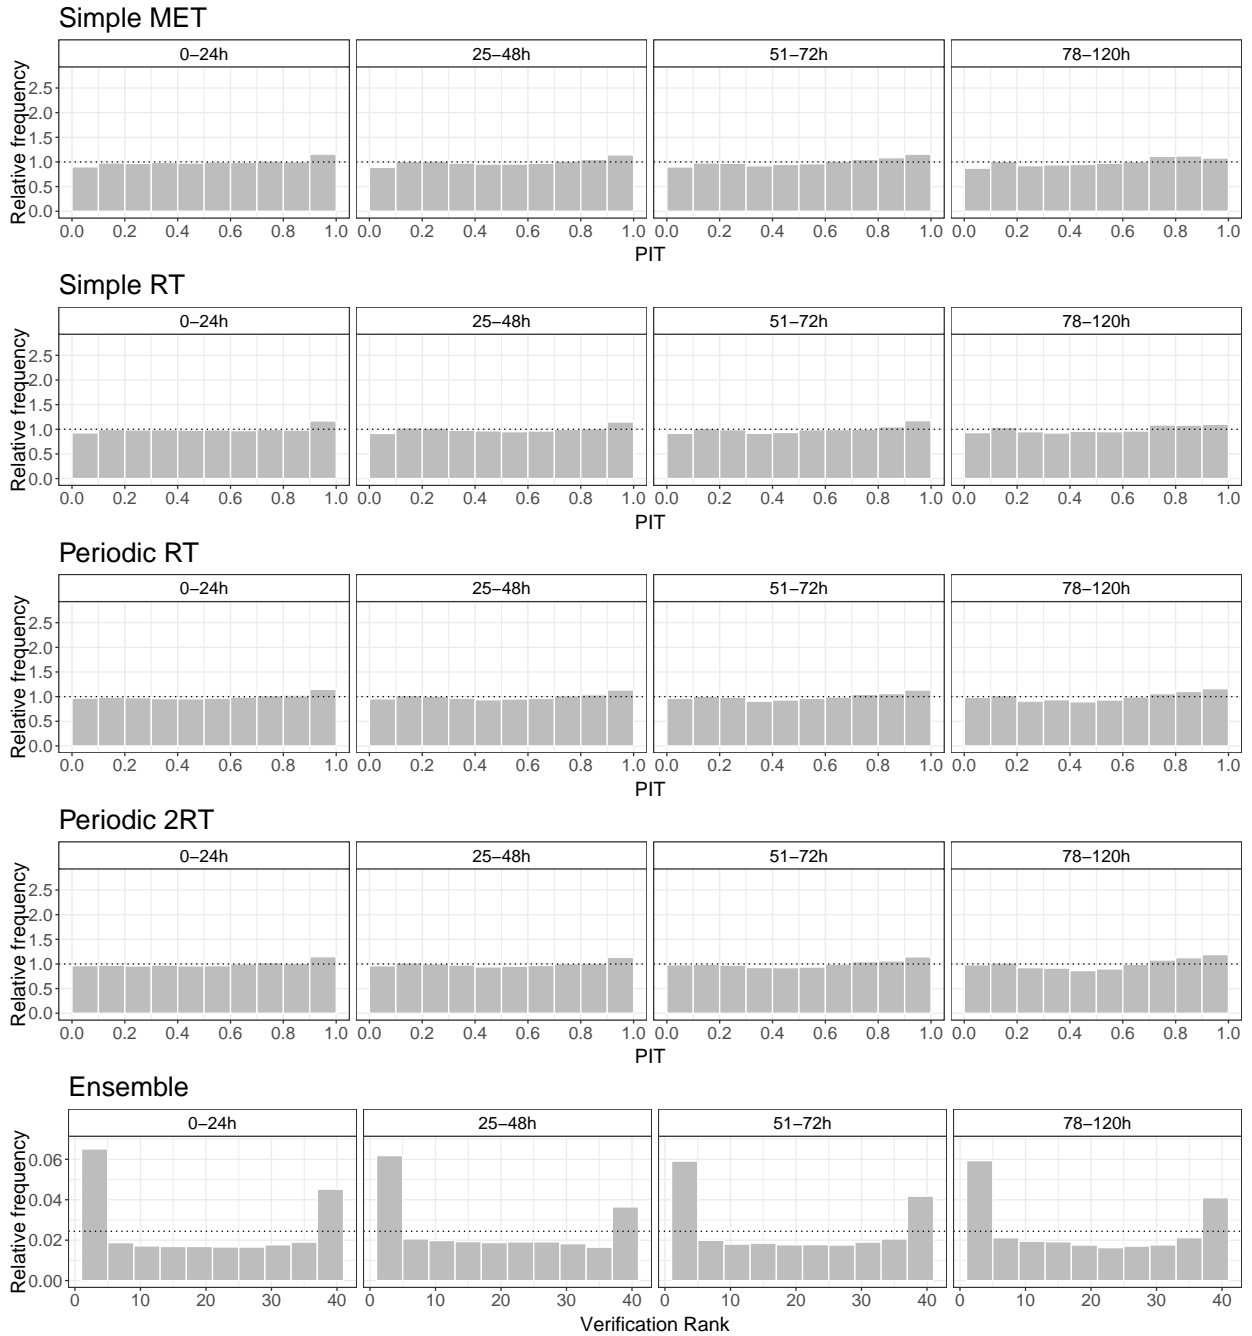 Simple MET
0–24h 25–48h 51–72h 78–120h
Relative frequency
2.5
2.0
1.5
1.0
0.5
0.0
0.0 0.2 0.4 0.6 0.8 1.0 0.0 0.2 0.4 0.6 0.8 1.0 0.0 0.2 0.4 0.6 0.8 1.0 0.0 0.2 0.4 0.6 0.8 1.0
PIT
Simple RT
0–24h 25–48h 51–72h 78–120h
Relative frequency
2.5
2.0
1.5
1.0
0.5
0.0
0.0 0.2 0.4 0.6 0.8 1.0 0.0 0.2 0.4 0.6 0.8 1.0 0.0 0.2 0.4 0.6 0.8 1.0 0.0 0.2 0.4 0.6 0.8 1.0
PIT
Periodic RT
0–24h 25–48h 51–72h 78–120h
Relative frequency
2.5
2.0
1.5
1.0
0.5
0.0
0.0 0.2 0.4 0.6 0.8 1.0 0.0 0.2 0.4 0.6 0.8 1.0 0.0 0.2 0.4 0.6 0.8 1.0 0.0 0.2 0.4 0.6 0.8 1.0
PIT
Periodic 2RT
0–24h 25–48h 51–72h 78–120h
Relative frequency
2.5
2.0
1.5
1.0
0.5
0.0
0.0 0.2 0.4 0.6 0.8 1.0 0.0 0.2 0.4 0.6 0.8 1.0 0.0 0.2 0.4 0.6 0.8 1.0 0.0 0.2 0.4 0.6 0.8 1.0
PIT
Ensemble
0–24h 25–48h 51–72h 78–120h
Relative frequency
0.06
0.04
0.02
0.00
0 10 20 30 40 0 10 20 30 40 0 10 20 30 40 0 10 20 30 40
Verification Rank